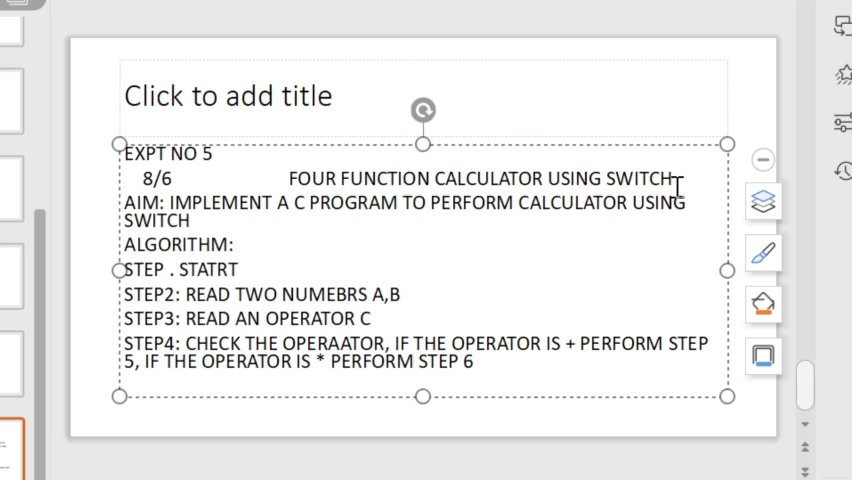 Click to add title
EXPT NO 5
8/6 FOUR FUNCTION CALCULATOR USING SWITCH
AIM: IMPLEMENT A C PROGRAM TO PERFORM CALCULATOR USING
SWITCH
ALGORITHM:
STEP . STATRT
STEP2: READ TWO NUMEBRS A,B
STEP3: READ AN OPERATOR C
STEP4: CHECK THE OPERAATOR, IF THE OPERATOR IS + PERFORM STEP
5, IF THE OPERATOR IS * PERFORM STEP 6